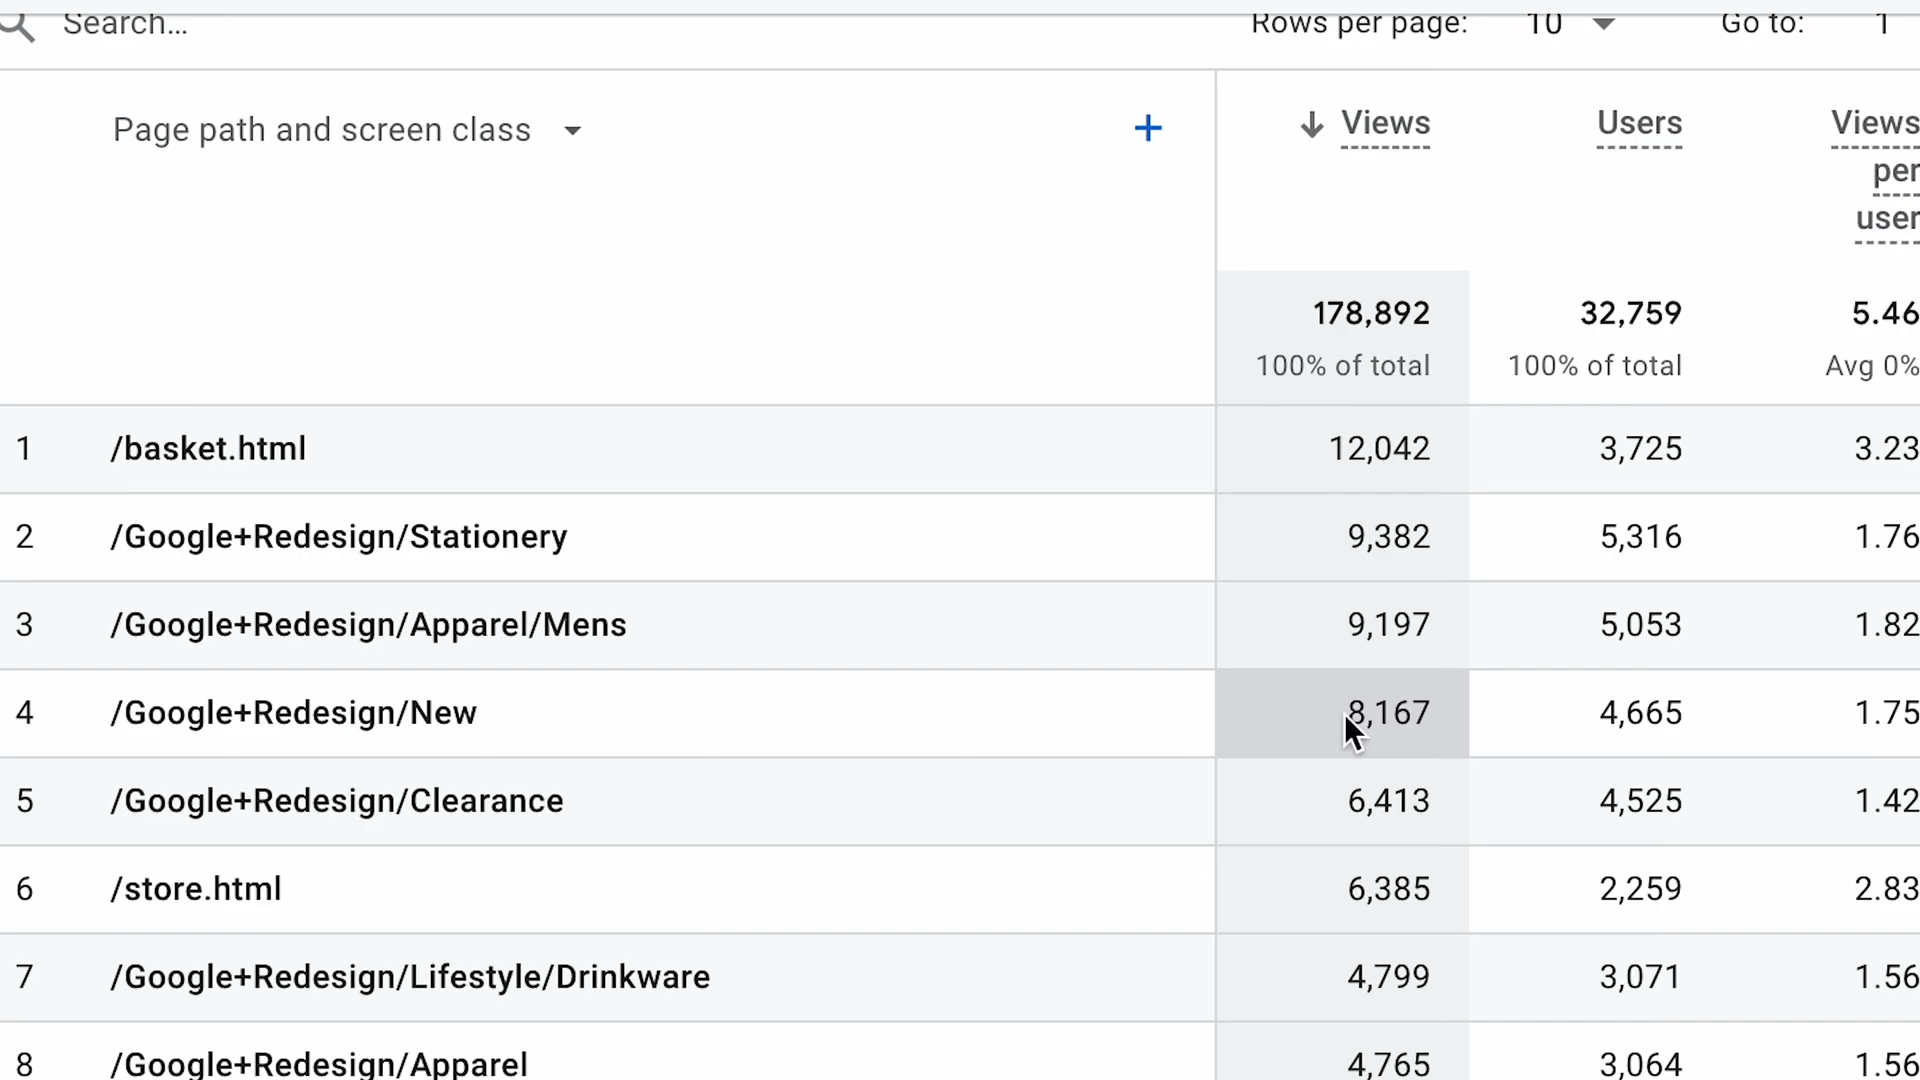 Search... Rows per page: 10 Go to: 1
Page path and screen class + Views Users Views per user
178,892 32,759 5.46
100% of total 100% of total Avg 0%
1 /basket.html 12,042 3,725 3.23
2 /Google+Redesign/Stationery 9,382 5,316 1.76
3 /Google+Redesign/Apparel/Mens 9,197 5,053 1.82
4 /Google+Redesign/New 8,167 4,665 1.75
5 /Google+Redesign/Clearance 6,413 4,525 1.42
6 /store.html 6,385 2,259 2.83
7 /Google+Redesign/Lifestyle/Drinkware 4,799 3,071 1.56
8 /Google+Redesign/Apparel 4,765 3,064 1.56